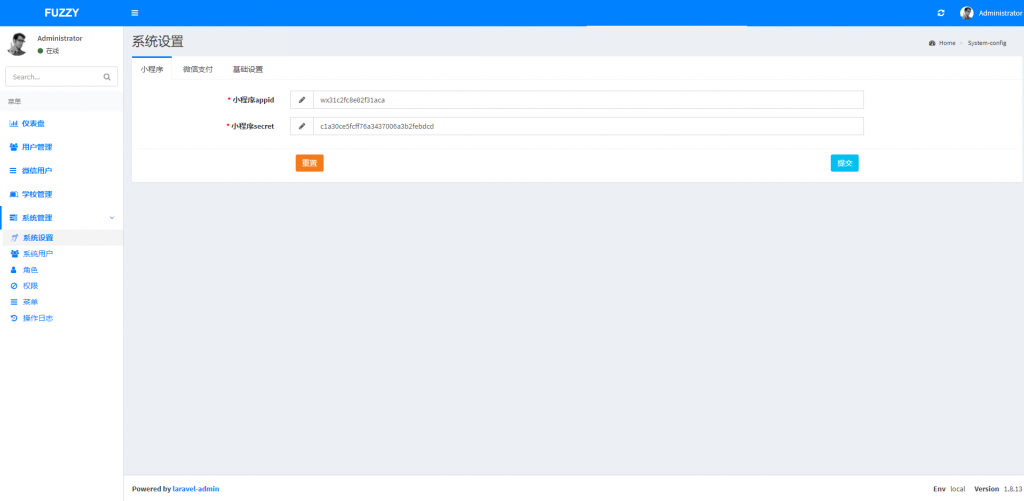 FUZZY
Administrator
Administrator
在线
Search...
菜单
仪表盘
用户管理
微信用户
学校管理
系统管理
系统设置
系统用户
角色
权限
菜单
操作日志
系统设置
Home > System-config
小程序 微信支付 基础设置
* 小程序appid wx31c2fc8e82f31aca
* 小程序secret c1a30ce5fcff76a3437006a3b2febdcd
重置 提交
Powered by laravel-admin
Env local Version 1.8.13